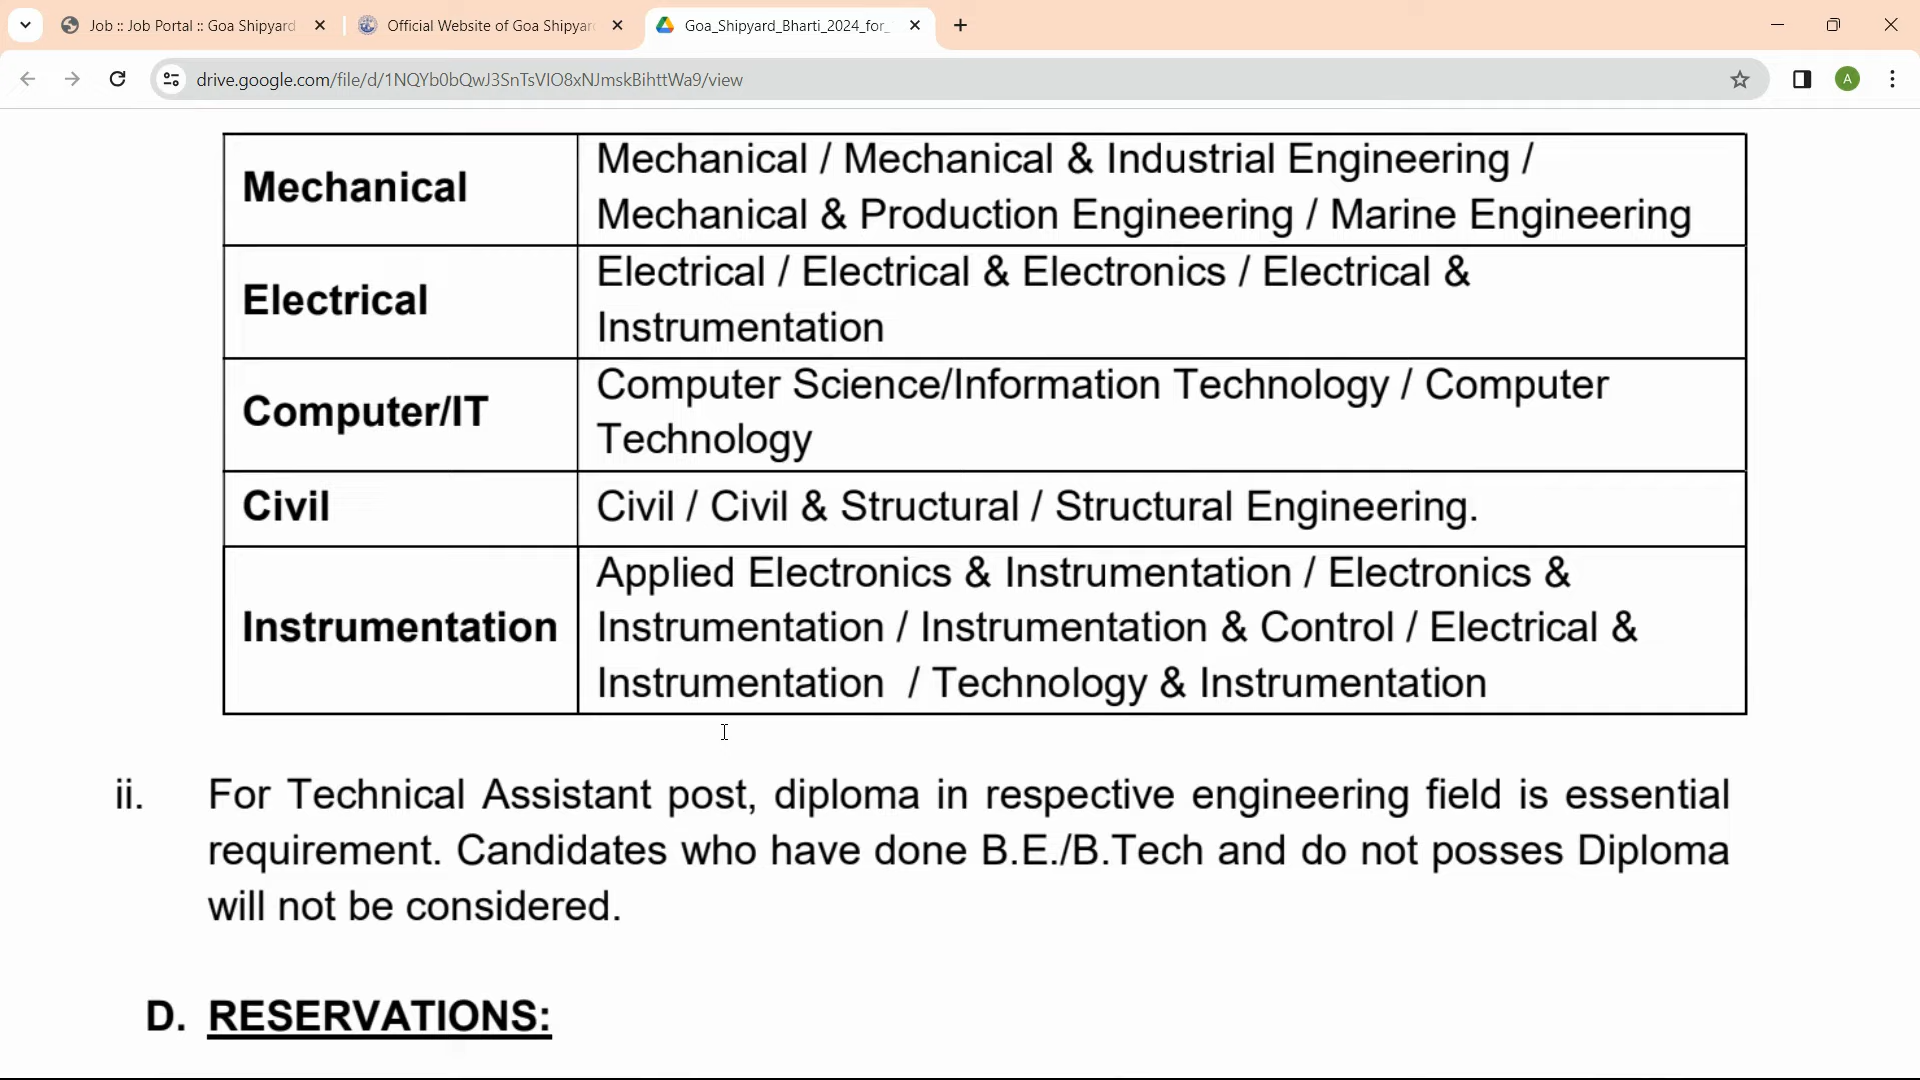 Job :: Job Portal :: Goa Shipyard
Official Website of Goa Shipyar
Goa_Shipyard_Bharti_2024_for_
drive.google.com/file/d/1NQYb0bQwJ3SnTsVIO8xNJmskBihttWa9/view
A
Mechanical
Mechanical / Mechanical & Industrial Engineering /
Mechanical & Production Engineering / Marine Engineering
Electrical
Electrical / Electrical & Electronics / Electrical &
Instrumentation
Computer/IT
Computer Science/Information Technology / Computer
Technology
Civil
Civil / Civil & Structural / Structural Engineering.
Instrumentation
Applied Electronics & Instrumentation / Electronics &
Instrumentation / Instrumentation & Control / Electrical &
Instrumentation / Technology & Instrumentation
ii. For Technical Assistant post, diploma in respective engineering field is essential
requirement. Candidates who have done B.E./B.Tech and do not posses Diploma
will not be considered.
D. RESERVATIONS: